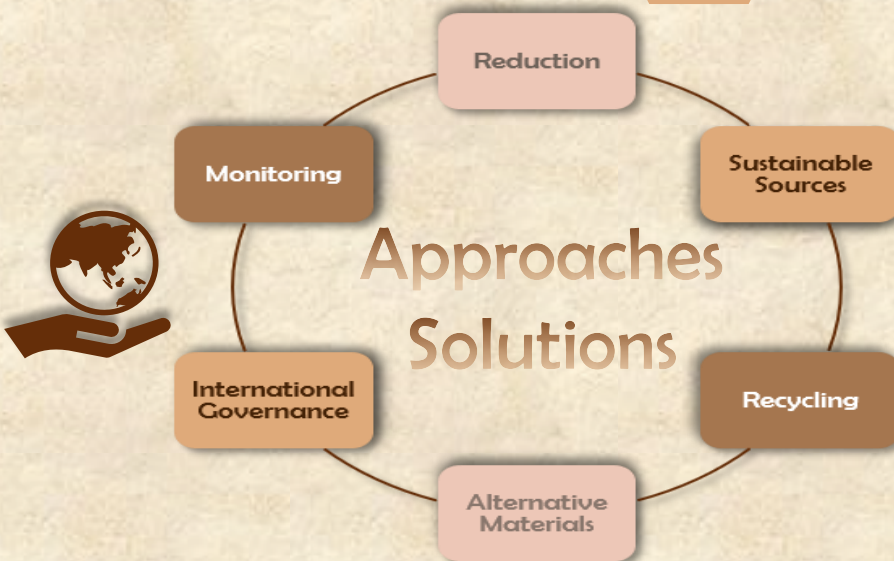 Reduction
Monitoring
Sustainable
Sources
Approaches
Solutions
International
Governance
Recycling
Alternative
Materials